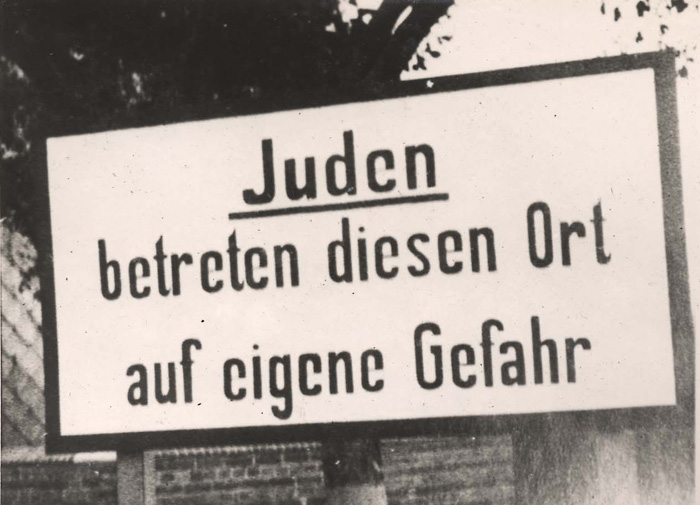 Juden
betreten diesen Ort
auf eigene Gefahr